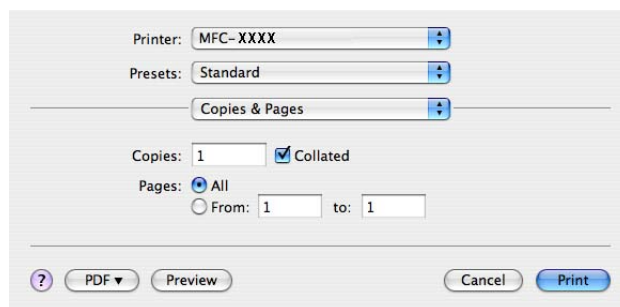 Printer: MFC-XXXX
Presets: Standard
Copies & Pages
Copies: 1 Collated
Pages: All
From: 1 to: 1
? PDF ▼ Preview Cancel Print